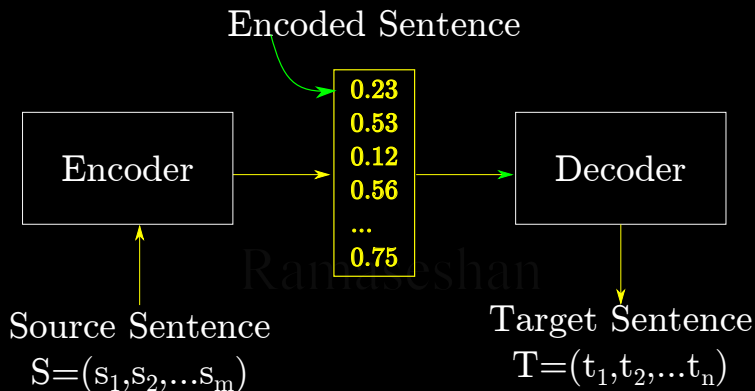 Encoded Sentence
0.23
0.53
0.12
0.56
...
0.75
Encoder
Decoder
Ramaseshan
Source Sentence
S=(s₁,s₂,...sₘ)
Target Sentence
T=(t₁,t₂,...tₙ)